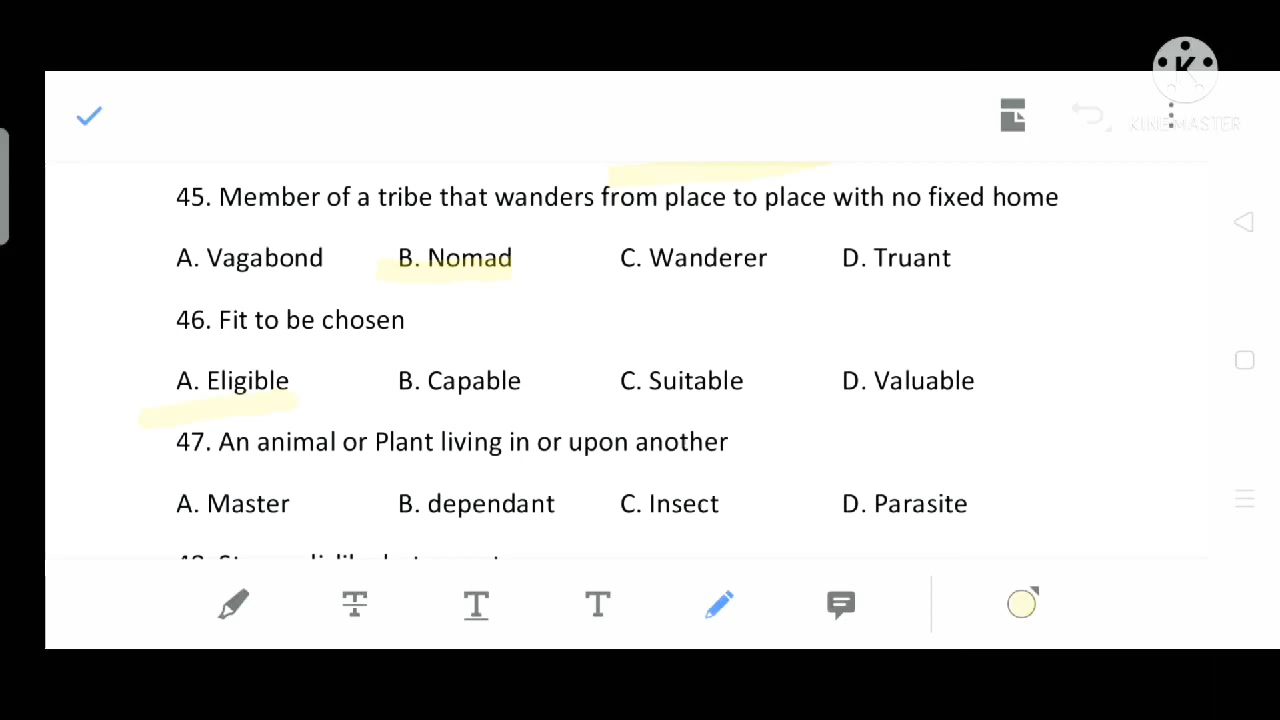 K
KINEMASTER
45. Member of a tribe that wanders from place to place with no fixed home
A. Vagabond B. Nomad C. Wanderer D. Truant
46. Fit to be chosen
A. Eligible B. Capable C. Suitable D. Valuable
47. An animal or Plant living in or upon another
A. Master B. dependant C. Insect D. Parasite
T T T